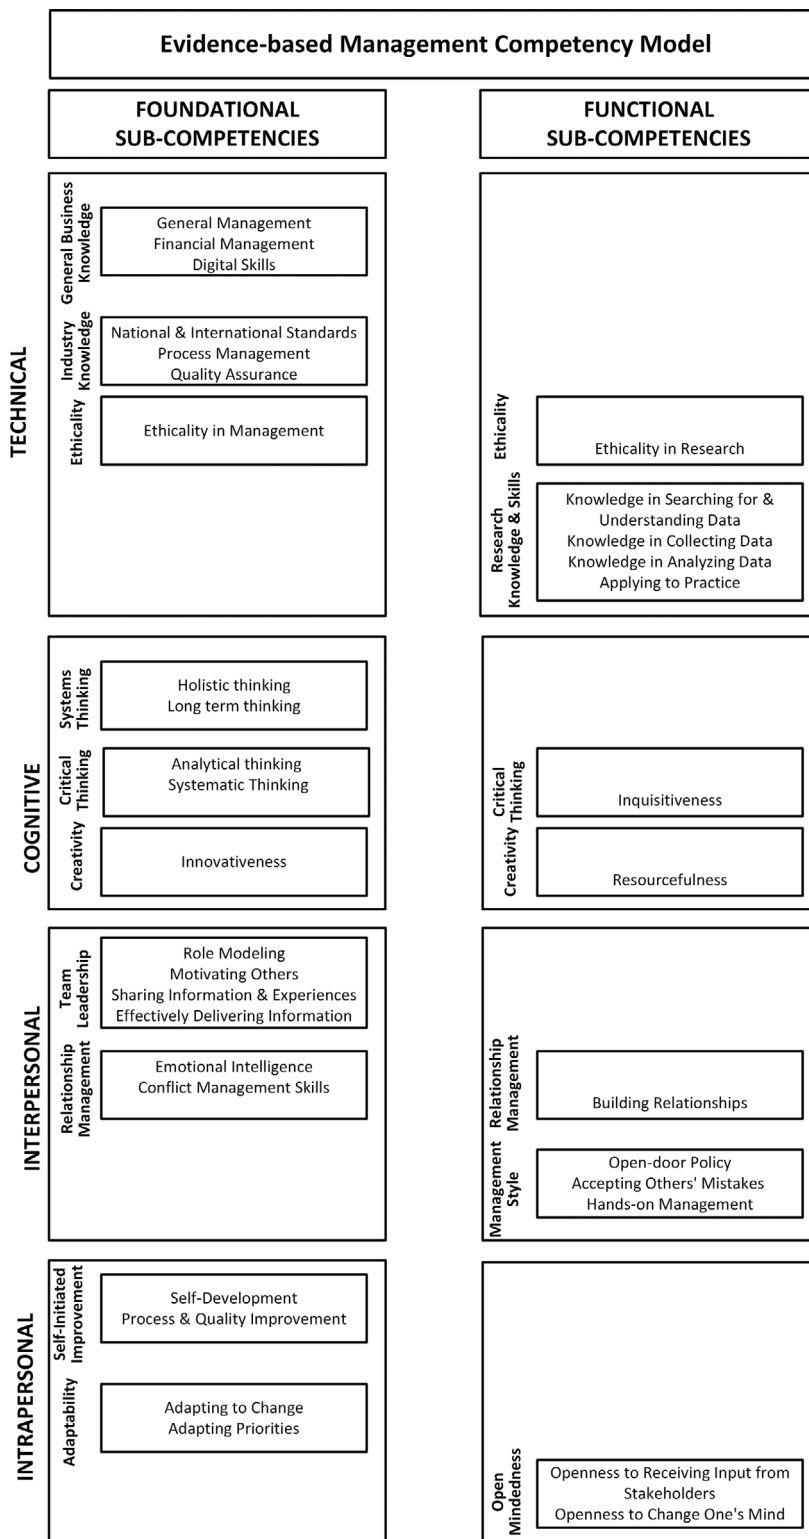 Evidence-based Management Competency Model
FOUNDATIONAL
SUB-COMPETENCIES
FUNCTIONAL
SUB-COMPETENCIES
TECHNICAL
General Business
Knowledge
General Management
Financial Management
Digital Skills
Industry
Knowledge
National & International Standards
Process Management
Quality Assurance
Ethicality
Ethicality in Management
Ethicality
Ethicality in Research
Research
Knowledge & Skills
Knowledge in Searching for &
Understanding Data
Knowledge in Collecting Data
Knowledge in Analyzing Data
Applying to Practice
COGNITIVE
Systems
Thinking
Holistic thinking
Long term thinking
Critical
Thinking
Analytical thinking
Systematic Thinking
Creativity
Innovativeness
Critical
Thinking
Inquisitiveness
Creativity
Resourcefulness
INTERPERSONAL
Team
Leadership
Role Modeling
Motivating Others
Sharing Information & Experiences
Effectively Delivering Information
Relationship
Management
Emotional Intelligence
Conflict Management Skills
Relationship
Management
Building Relationships
Management
Style
Open-door Policy
Accepting Others' Mistakes
Hands-on Management
INTRAPERSONAL
Self-Initiated
Improvement
Self-Development
Process & Quality Improvement
Adaptability
Adapting to Change
Adapting Priorities
Open
Mindedness
Openness to Receiving Input from
Stakeholders
Openness to Change One's Mind